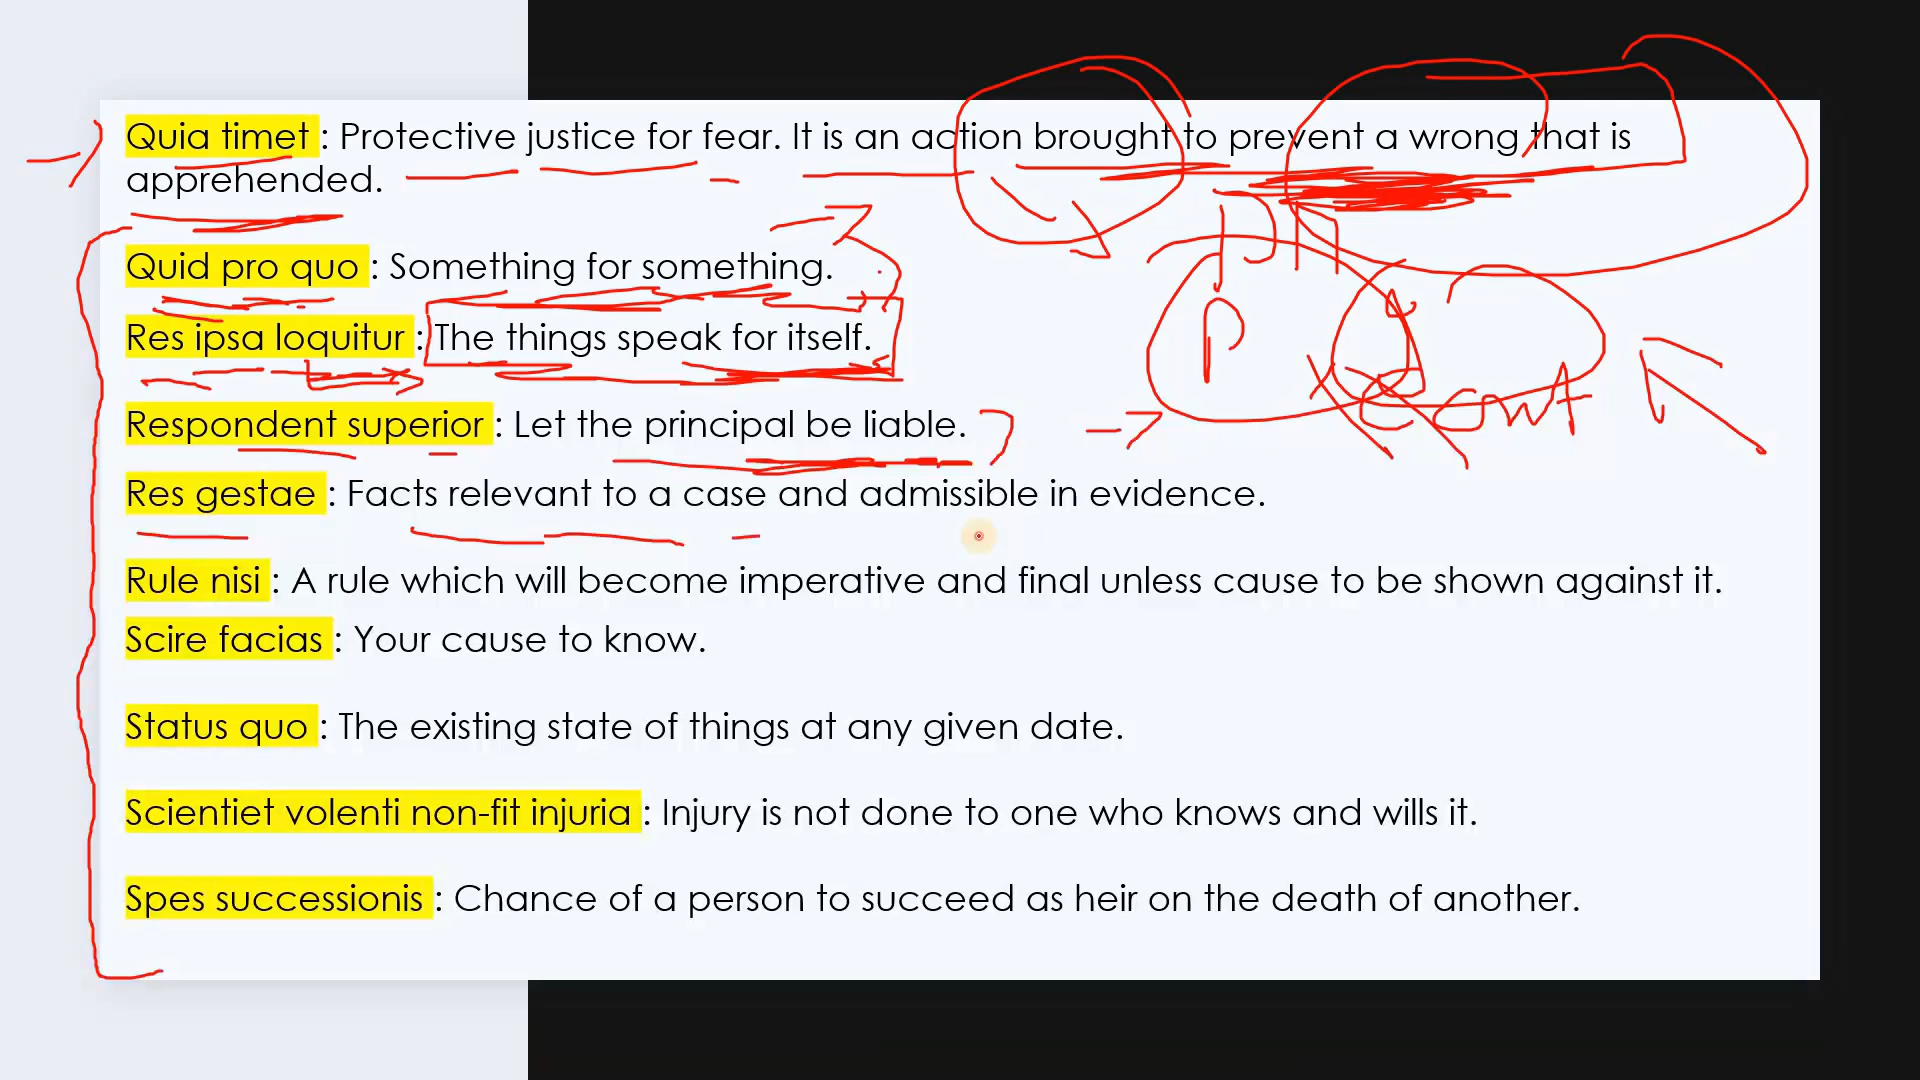 Quia timet : Protective justice for fear. It is an action brought to prevent a wrong that is
apprehended.
Quid pro quo : Something for something.
Res ipsa loquitur : The things speak for itself.
Respondent superior : Let the principal be liable.
Res gestae : Facts relevant to a case and admissible in evidence.
Rule nisi : A rule which will become imperative and final unless cause to be shown against it.
Scire facias : Your cause to know.
Status quo : The existing state of things at any given date.
Scientiet volenti non-fit injuria : Injury is not done to one who knows and wills it.
Spes successionis : Chance of a person to succeed as heir on the death of another.